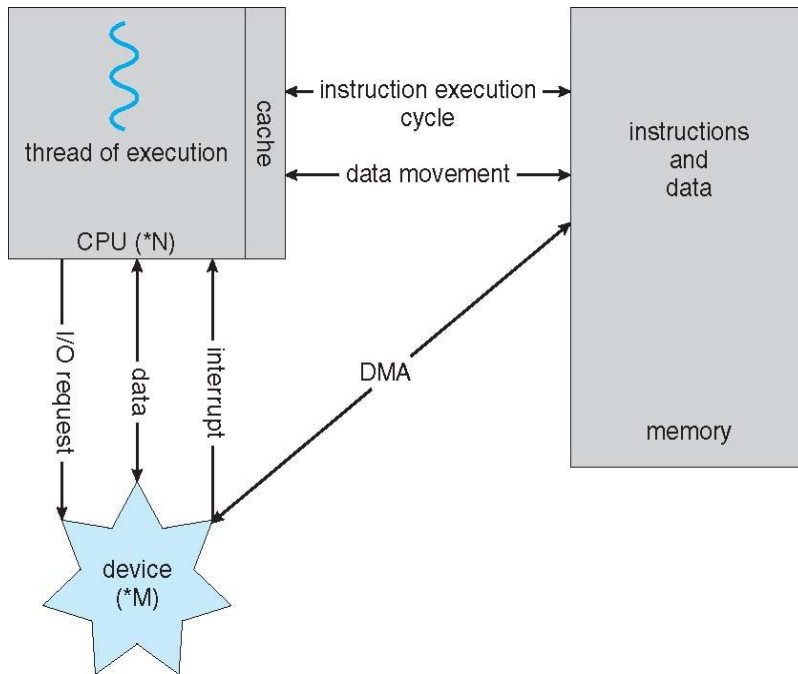 thread of execution
cache
CPU (*N)
instruction execution
cycle
data movement
instructions
and
data
memory
I/O request
data
interrupt
DMA
device
(*M)